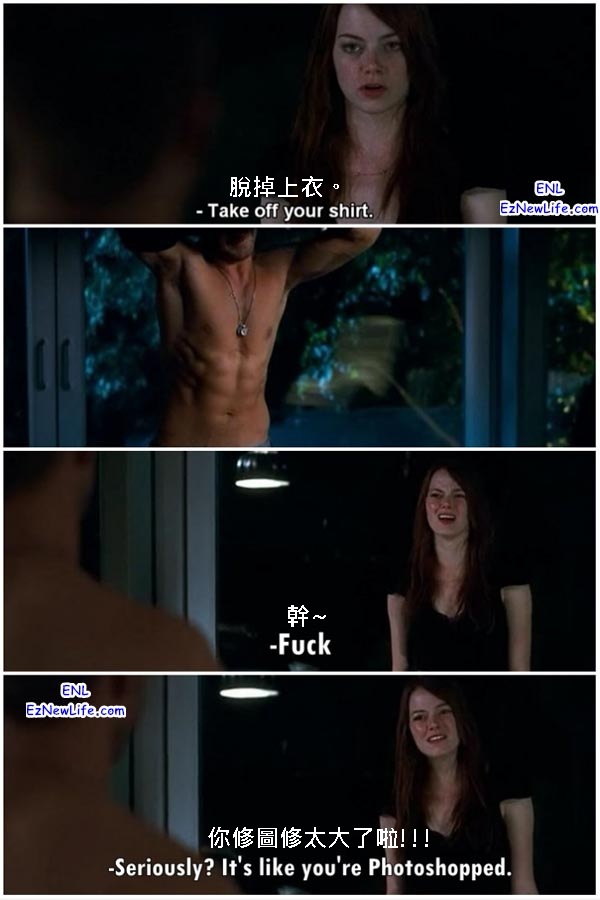 脫掉上衣。
- Take off your shirt.
ENL
EzNewLife.com
幹~
-Fuck
ENL
EzNewLife.com
你修圖修太大了啦!!!
-Seriously? It's like you're Photoshopped.